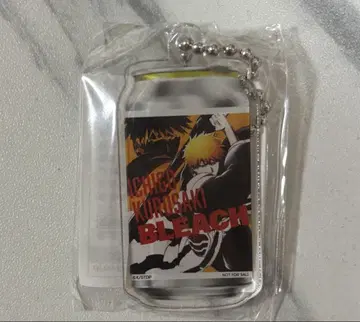 ICHIGO
KUROSAKI
BLEACH
NOT FOR SALE